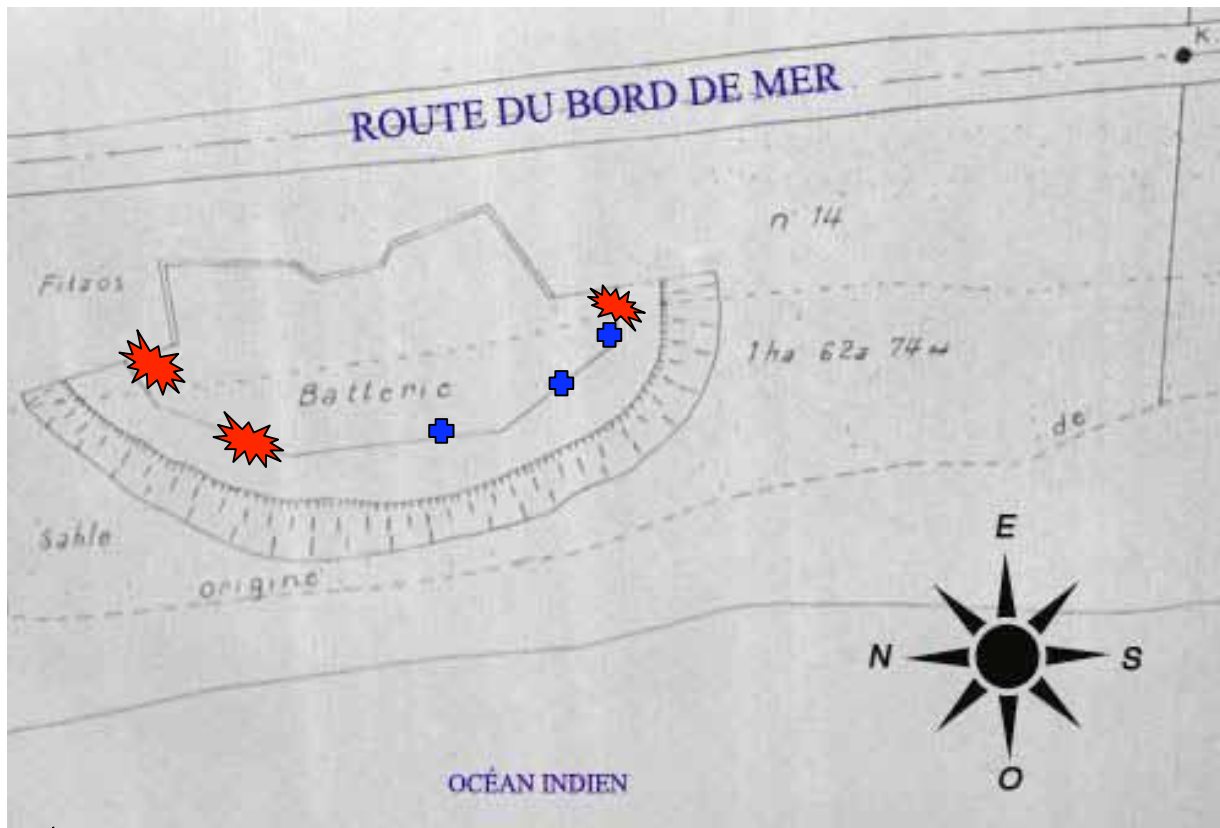 K.
ROUTE DU BORD DE MER
n 14
Fitzos
1ha 62a 74
Batterie
de
Sable
origine
E
N
S
O
OCÉAN INDIEN